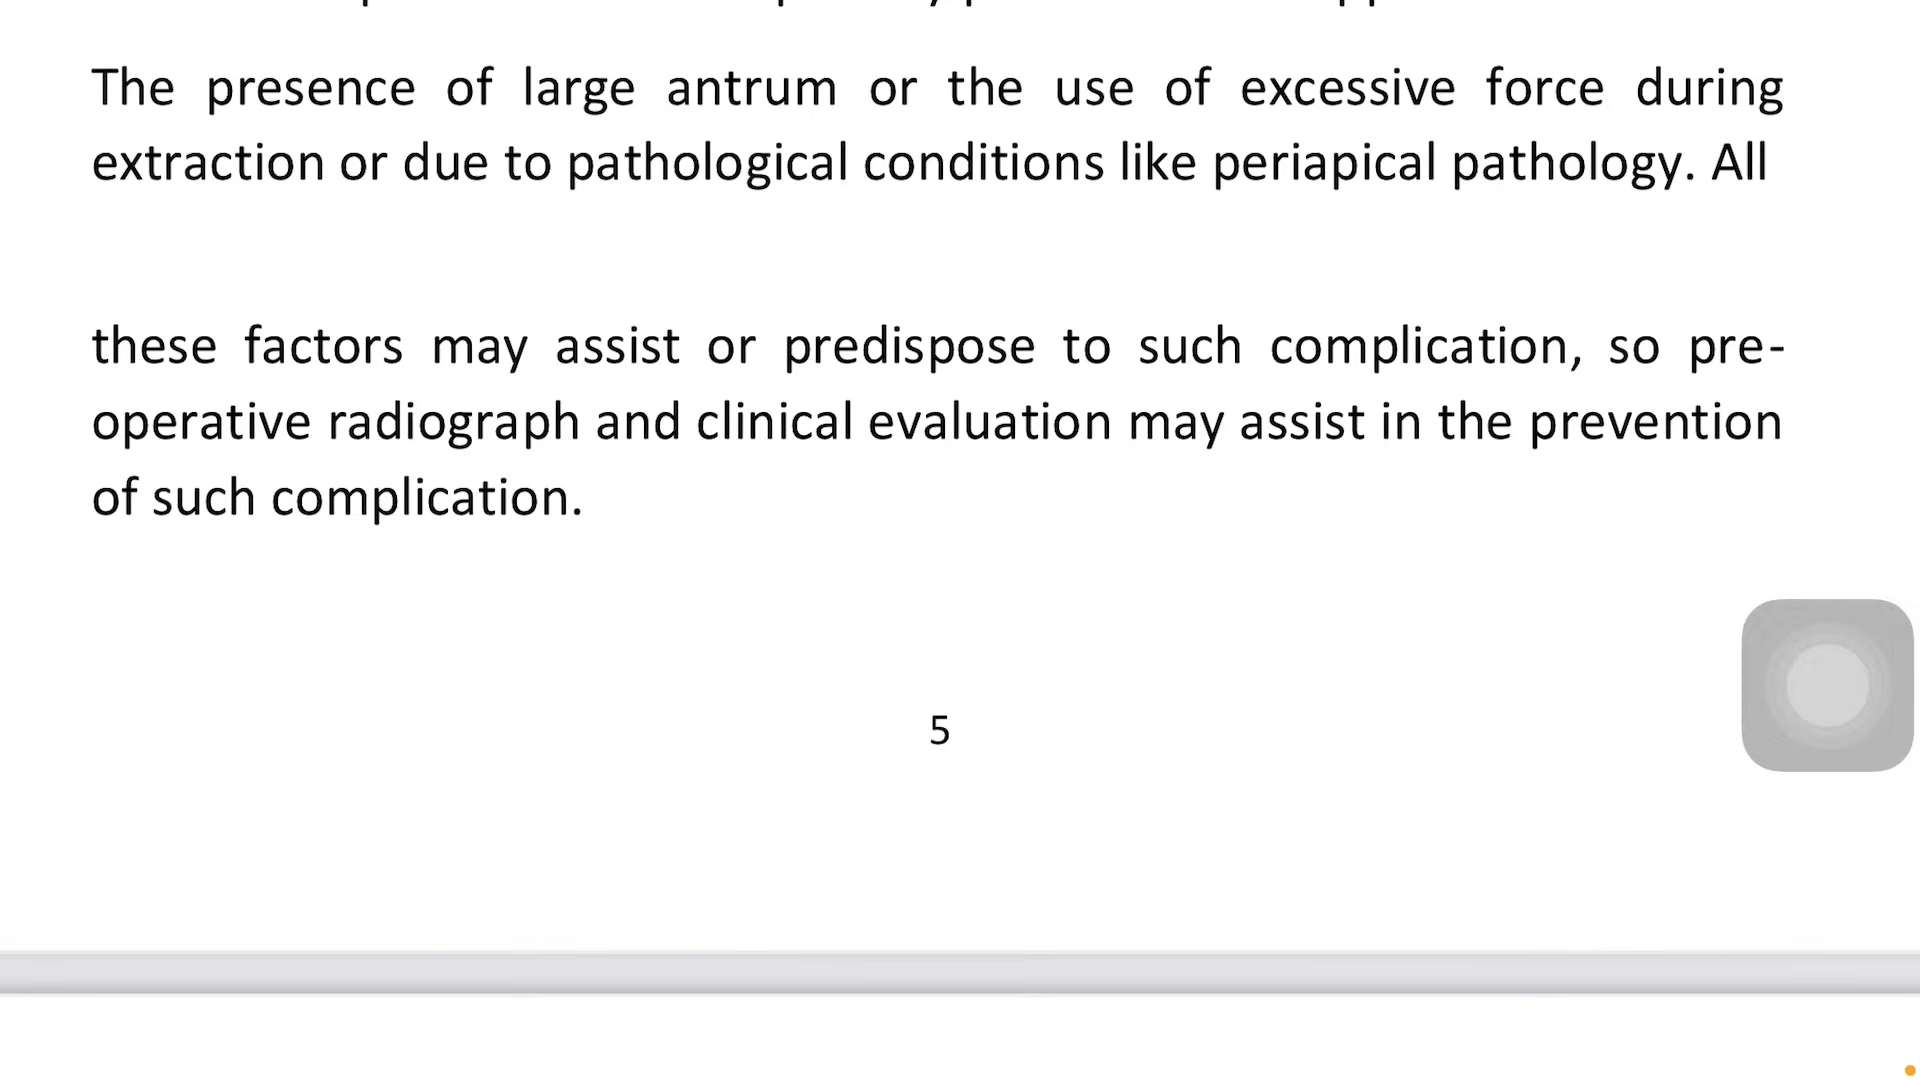 The presence of large antrum or the use of excessive force during
extraction or due to pathological conditions like periapical pathology. All
these factors may assist or predispose to such complication, so pre-
operative radiograph and clinical evaluation may assist in the prevention
of such complication.
5